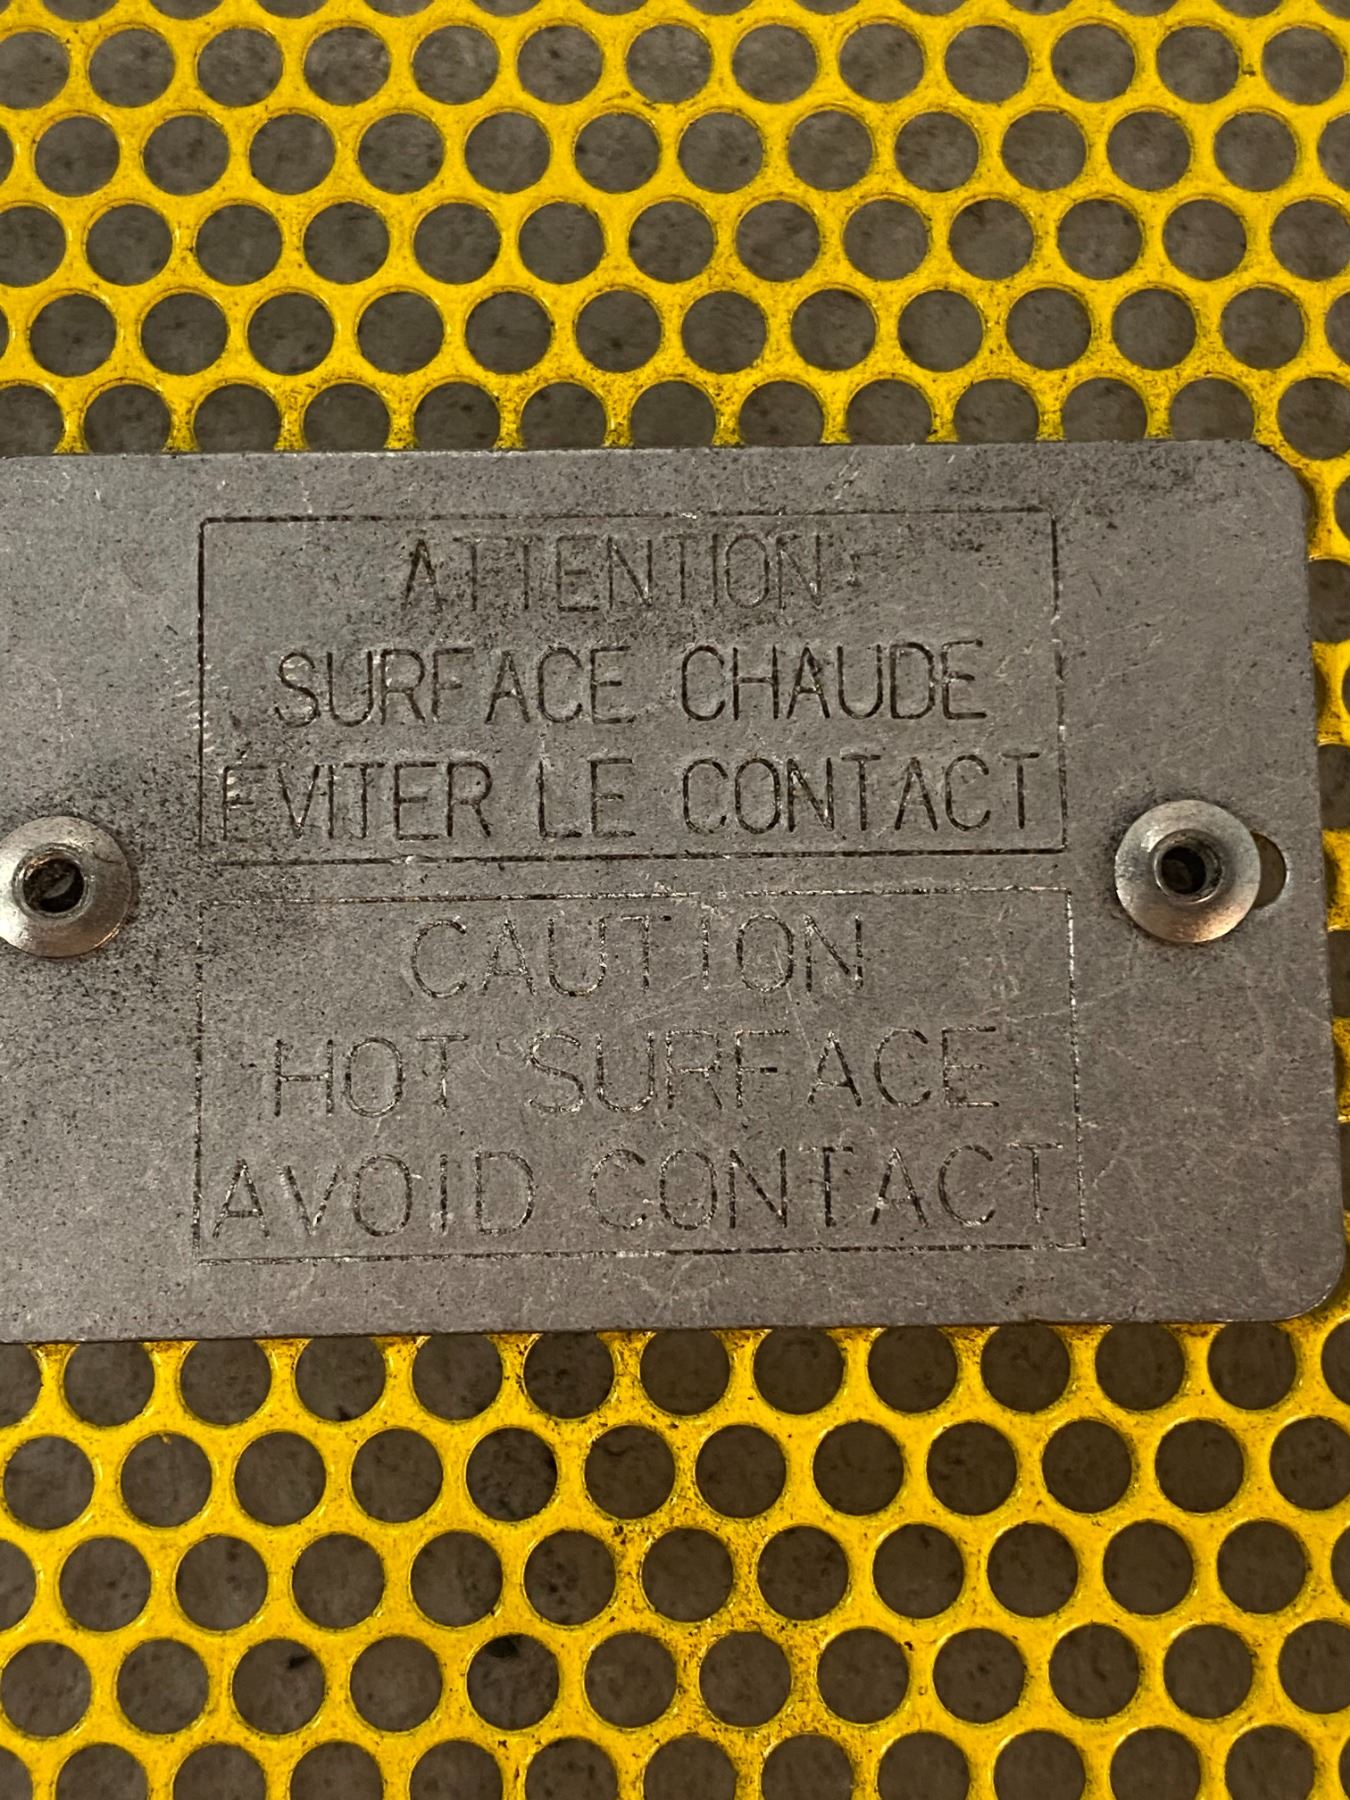 ATTENTION
SURFACE CHAUDE
ÉVITER LE CONTACT
CAUTION
HOT SURFACE
AVOID CONTACT